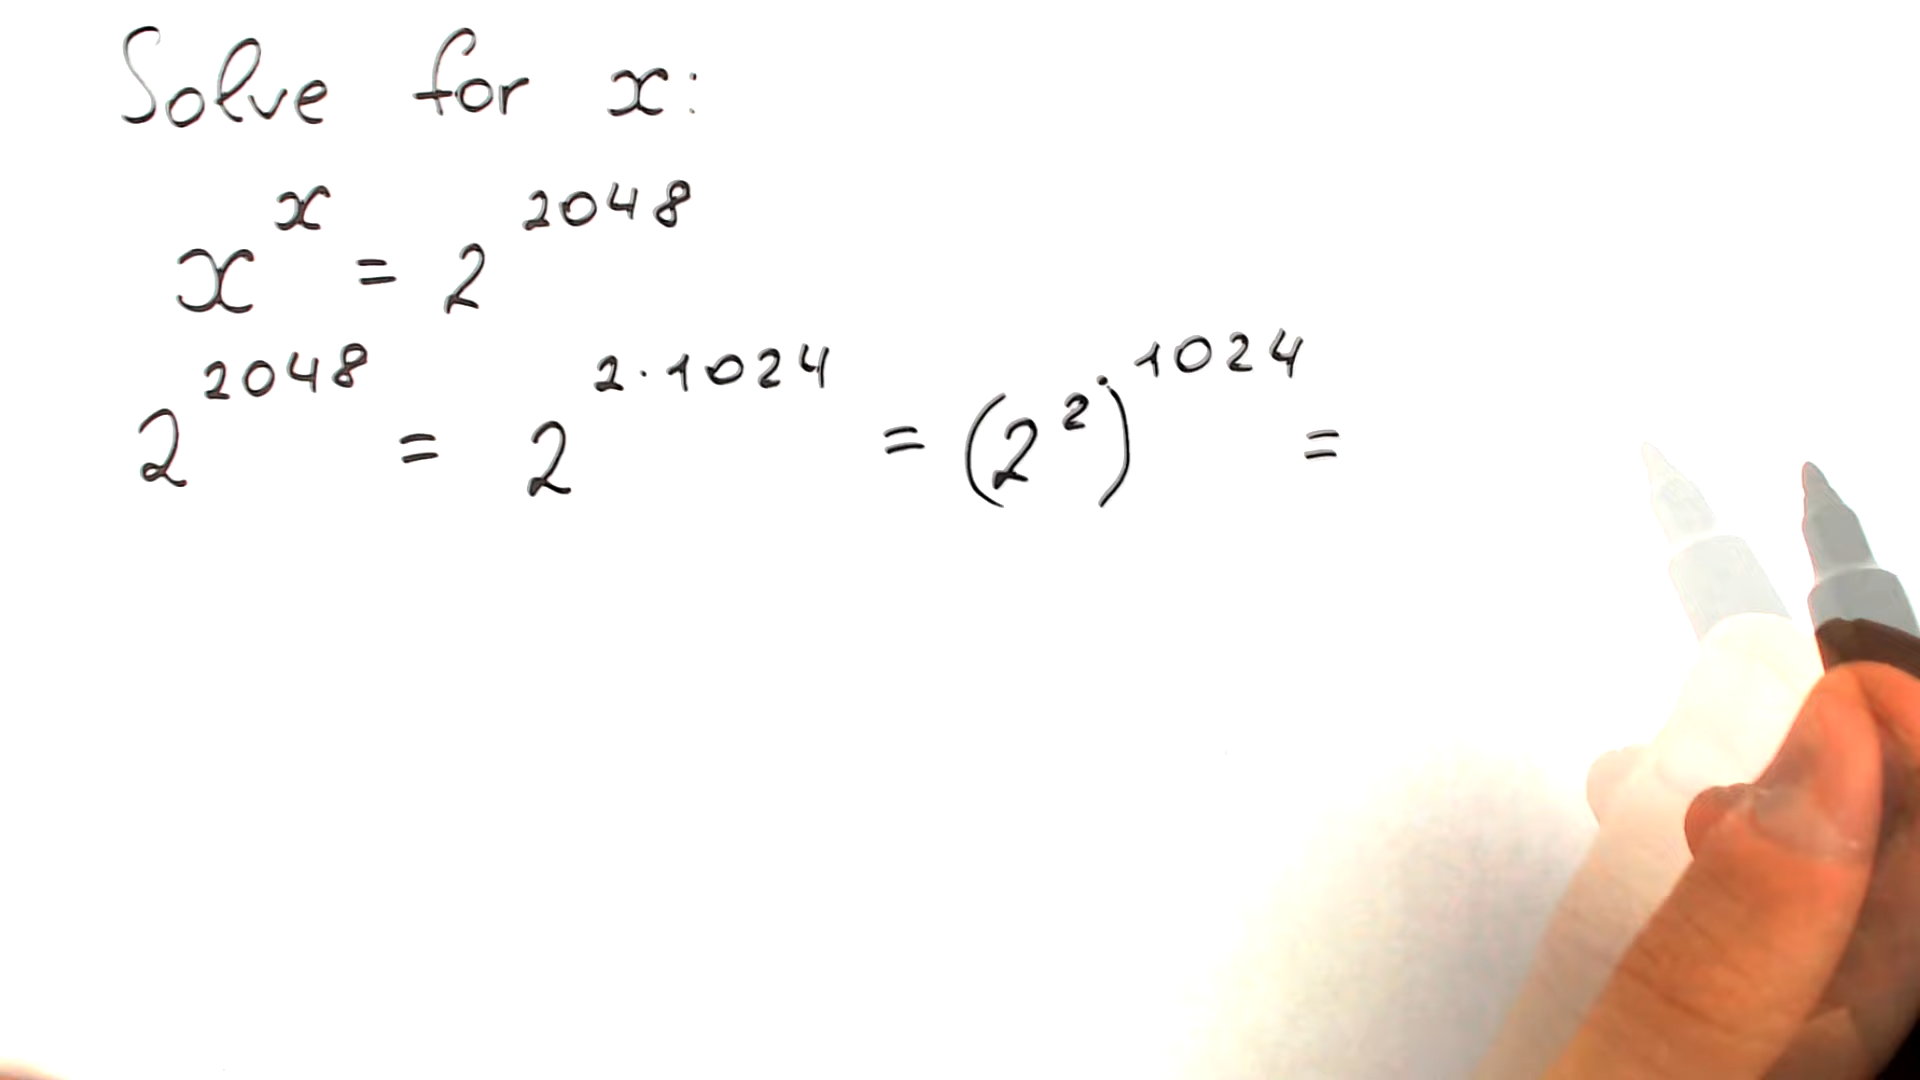 Solve for x:
x^x = 2^2048
2^2048 = 2^2·1024 = (2^2)^1024 =